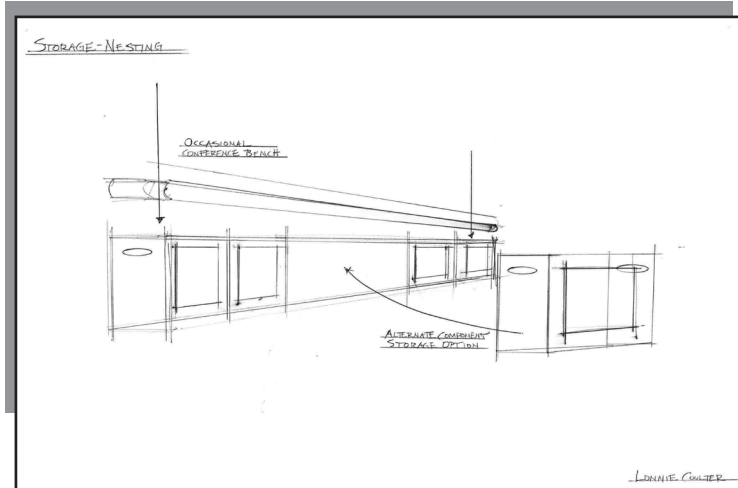 STORAGE-NESTING
OCCASIONAL
CONFERENCE BENCH
ALTERNATE COMPONENT
STORAGE OPTION
LONNIE COULTER